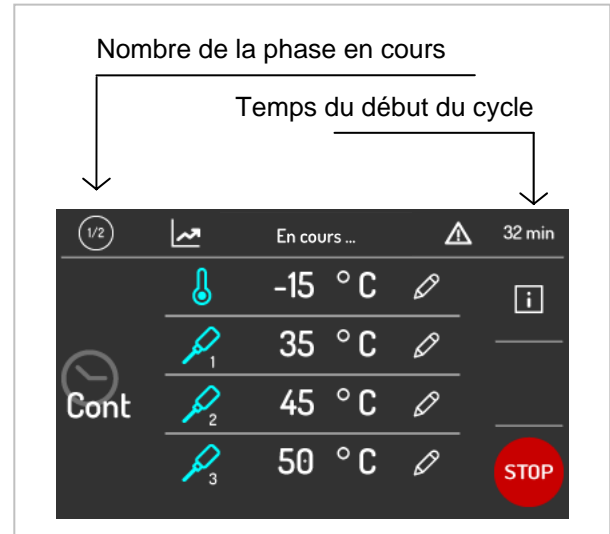 Nombre de la phase en cours
Temps du début du cycle
1/2 En cours ... 32 min
-15 °C i
1 35 °C
Cont 2 45 °C
3 50 °C STOP